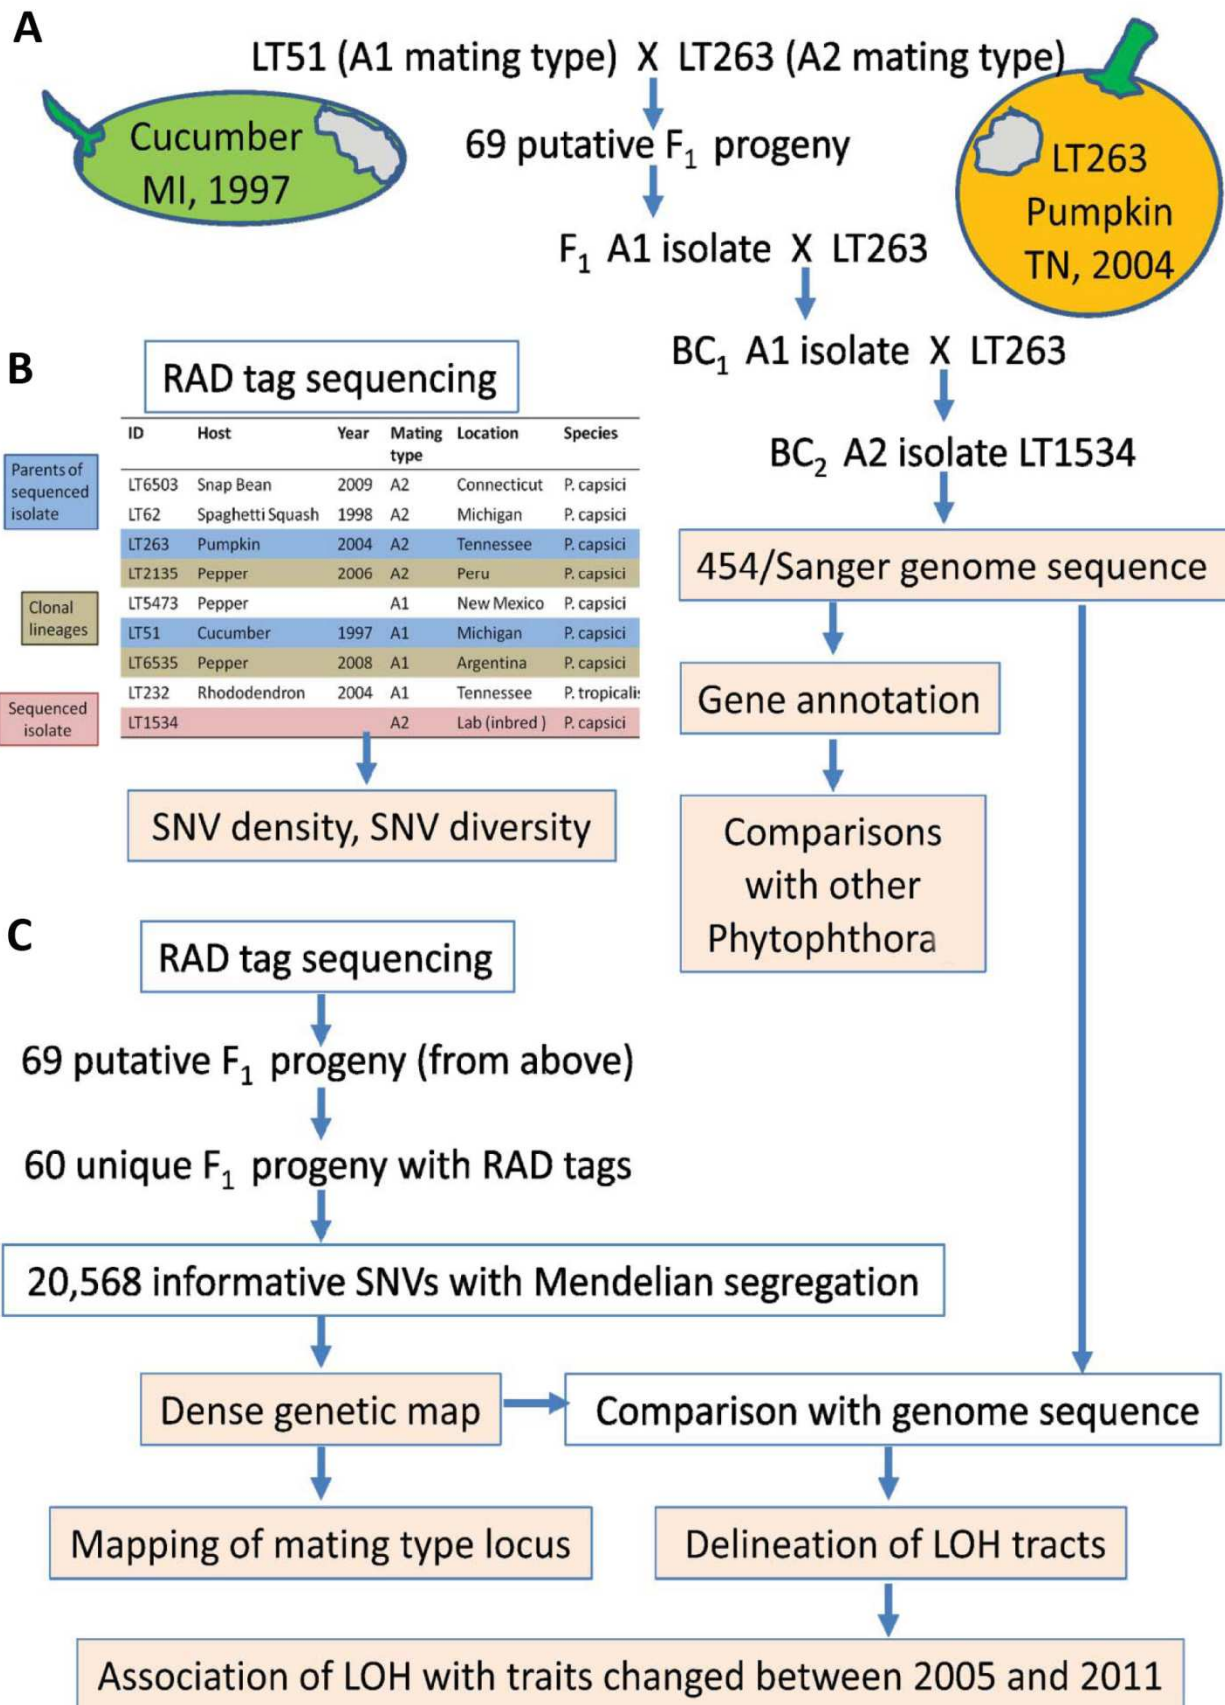 A
LT51 (A1 mating type) X LT263 (A2 mating type)
Cucumber
MI, 1997
69 putative F₁ progeny
LT263
Pumpkin
TN, 2004
F₁ A1 isolate X LT263
BC₁ A1 isolate X LT263
BC₂ A2 isolate LT1534
454/Sanger genome sequence
Gene annotation
Comparisons
with other
Phytophthora
B
RAD tag sequencing
Parents of
sequenced
isolate
Clonal
lineages
Sequenced
isolate
ID Host Year Mating type Location Species
LT6503 Snap Bean 2009 A2 Connecticut P. capsici
LT62 Spaghetti Squash 1998 A2 Michigan P. capsici
LT263 Pumpkin 2004 A2 Tennessee P. capsici
LT2135 Pepper 2006 A2 Peru P. capsici
LT5473 Pepper A1 New Mexico P. capsici
LT51 Cucumber 1997 A1 Michigan P. capsici
LT6535 Pepper 2008 A1 Argentina P. capsici
LT232 Rhododendron 2004 A1 Tennessee P. tropicalis
LT1534 A2 Lab (inbred ) P. capsici
SNV density, SNV diversity
C
RAD tag sequencing
69 putative F₁ progeny (from above)
60 unique F₁ progeny with RAD tags
20,568 informative SNVs with Mendelian segregation
Dense genetic map
Comparison with genome sequence
Mapping of mating type locus
Delineation of LOH tracts
Association of LOH with traits changed between 2005 and 2011